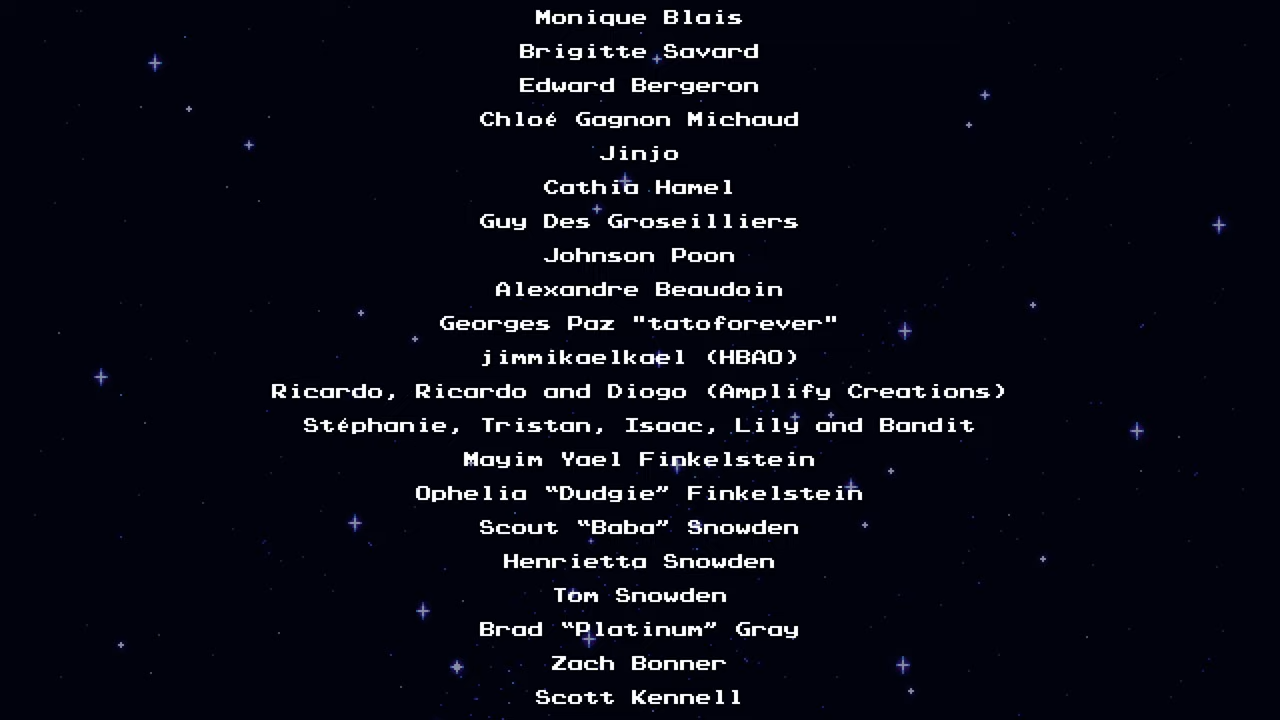 Monique Blais
Brigitte Savard
Edward Bergeron
Chloé Gagnon Michaud
Jinjo
Cathia Hamel
Guy Des Groseilliers
Johnson Poon
Alexandre Beaudoin
Georges Paz "tatoforever"
jimmikaelkael (HBAO)
Ricardo, Ricardo and Diogo (Amplify Creations)
Stéphanie, Tristan, Isaac, Lily and Bandit
Mayim Yael Finkelstein
Ophelia “Dudgie” Finkelstein
Scout “Baba” Snowden
Henrietta Snowden
Tom Snowden
Brad “Platinum” Gray
Zach Bonner
Scott Kennell